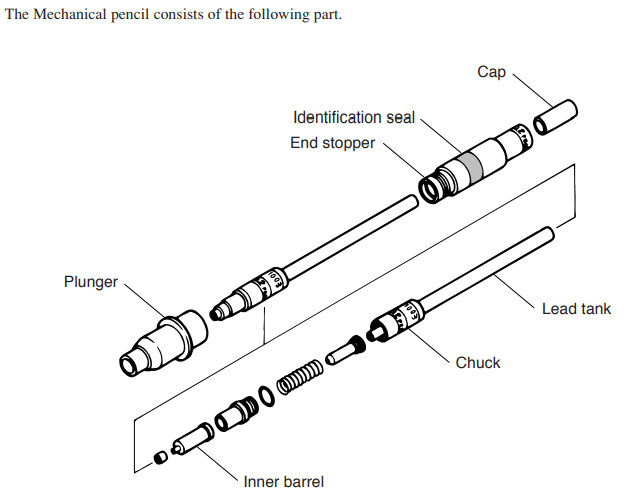 The Mechanical pencil consists of the following part.
Cap
Identification seal
End stopper
Plunger
Lead tank
Chuck
Inner barrel